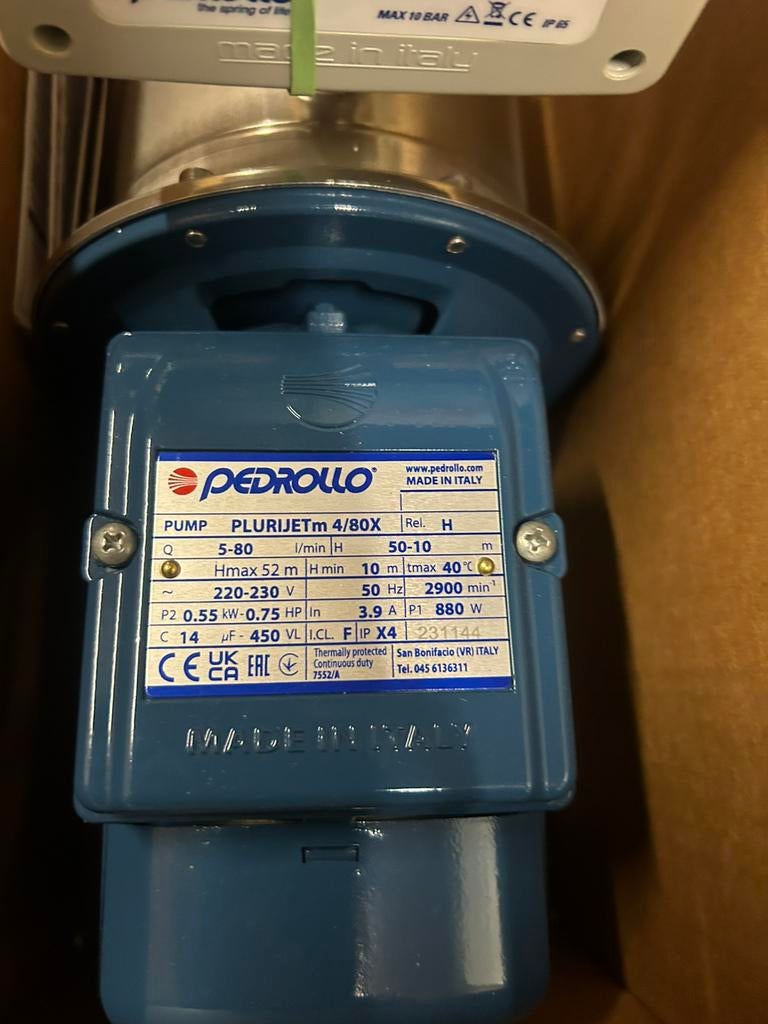 the spring of life
MAX 10 BAR CE IP 65
made in italy
PEDROLLO®
www.pedrollo.com
MADE IN ITALY
PUMP PLURIJETm 4/80X Rel. H
Q 5-80 l/min H 50-10 m
Hmax 52 m H min 10 m tmax 40 °C
~ 220-230 V 50 Hz 2900 min⁻¹
P2 0.55 kW-0.75 HP In 3.9 A P1 880 W
C 14 µF - 450 VL I.CL. F IP X4 231144
CE UKCA EAC
Thermally protected
Continuous duty
7552/A
San Bonifacio (VR) ITALY
Tel. 045 6136311
MADE IN ITALY